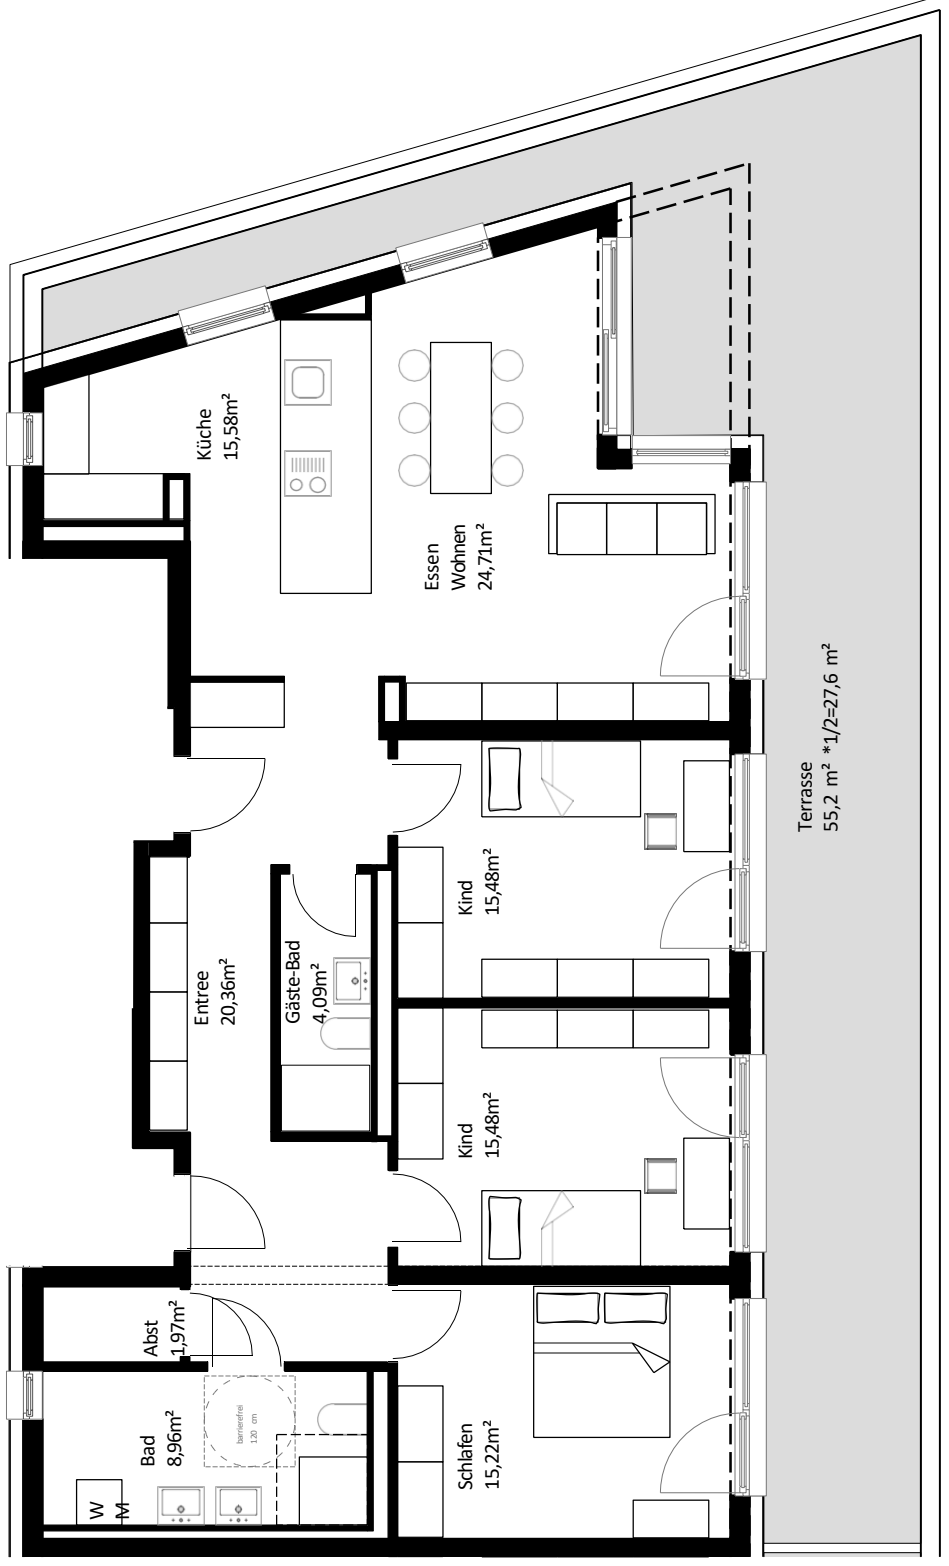 Küche
15,58m²
Essen
Wohnen
24,71m²
Terrasse
55,2 m² *1/2=27,6 m²
Kind
15,48m²
Entree
20,36m²
Gäste-Bad
4,09m²
Kind
15,48m²
Abst
1,97m²
Bad
8,96m²
barrierefrei
120 cm
Schlafen
15,22m²
W
M